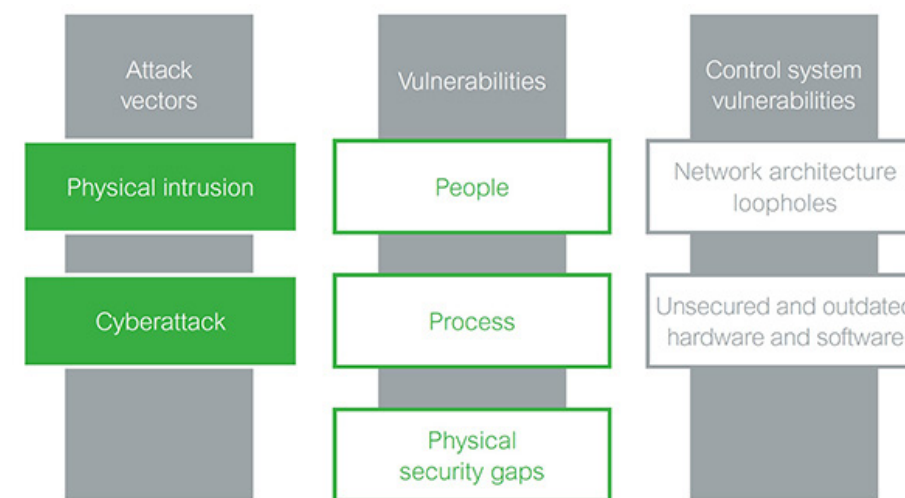 Attack
vectors
Physical intrusion
Cyberattack
Vulnerabilities
People
Process
Physical
security gaps
Control system
vulnerabilities
Network architecture
loopholes
Unsecured and outdated
hardware and software